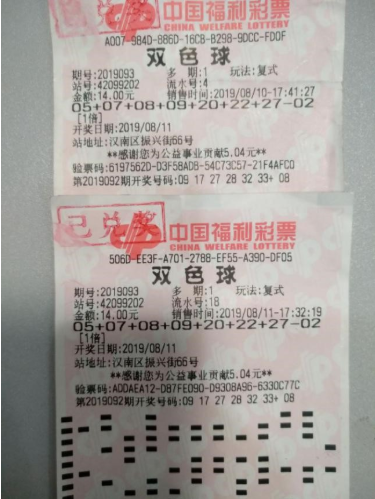 中国福利彩票
CHINA WELFARE LOTTERY
A007-984D-886D-16CB-B298-9DCC-FD0F
双色球
期号:2019093 多期:1 玩法:复式
站号:42099202 流水号:4
金额:14.00元 销售时间:2019/08/10-17:41:27
05+07+08+09+20+22+27-02
[1倍]
开奖日期:2019/08/11
站地址:汉南区振兴街66号
**感谢您为公益事业贡献5.04元**
验票码:6197562D-D3F58AD8-54C73C57-21F4AFC0
第2019092期开奖号码:09 17 27 28 32 33+ 08
已兑奖
中国福利彩票
CHINA WELFARE LOTTERY
506D-EE3F-A701-27B8-EF55-A390-DF05
双色球
期号:2019093 多期:1 玩法:复式
站号:42099202 流水号:18
金额:14.00元 销售时间:2019/08/11-17:32:19
05+07+08+09+20+22+27-02
[1倍]
开奖日期:2019/08/11
站地址:汉南区振兴街66号
**感谢您为公益事业贡献5.04元**
验票码:ADDAEA12-D87FE090-D9308A96-6330C77C
第2019092期开奖号码:09 17 27 28 32 33+ 08